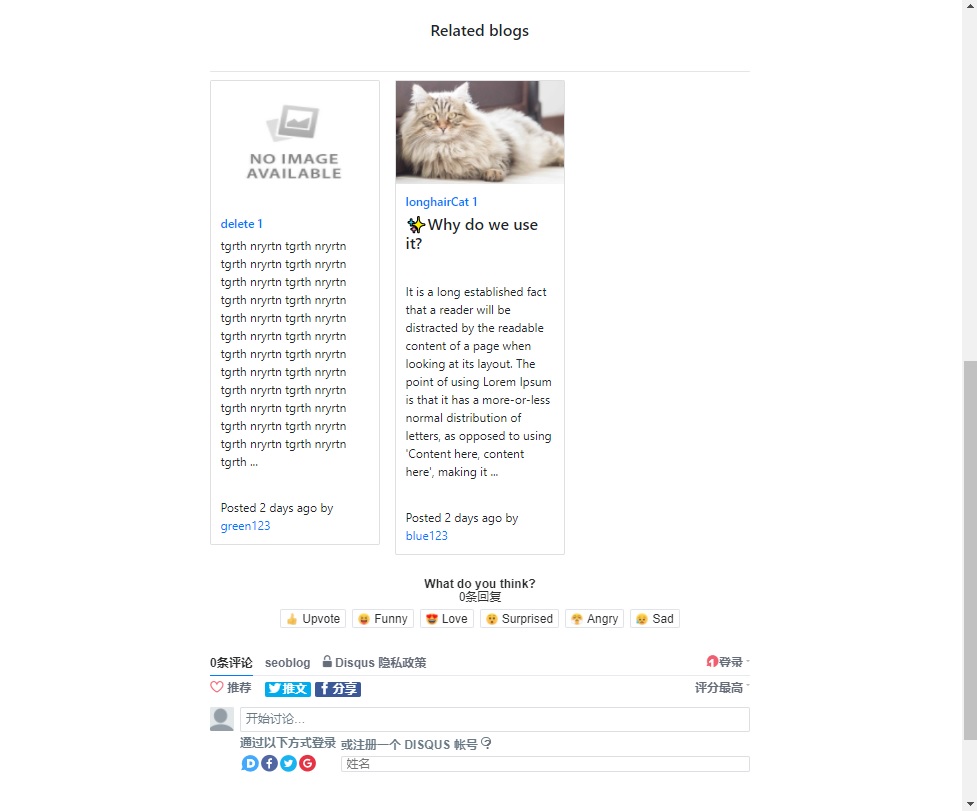 Related blogs
NO IMAGE
AVAILABLE
delete 1
tgrth nryrtn tgrth nryrtn
tgrth nryrtn tgrth nryrtn
tgrth nryrtn tgrth nryrtn
tgrth nryrtn tgrth nryrtn
tgrth nryrtn tgrth nryrtn
tgrth nryrtn tgrth nryrtn
tgrth nryrtn tgrth nryrtn
tgrth nryrtn tgrth nryrtn
tgrth nryrtn tgrth nryrtn
tgrth nryrtn tgrth nryrtn
tgrth nryrtn tgrth nryrtn
tgrth nryrtn tgrth nryrtn
tgrth ...
Posted 2 days ago by
green123
longhairCat 1
✨Why do we use
it?
It is a long established fact
that a reader will be
distracted by the readable
content of a page when
looking at its layout. The
point of using Lorem Ipsum
is that it has a more-or-less
normal distribution of
letters, as opposed to using
'Content here, content
here', making it ...
Posted 2 days ago by
blue123
What do you think?
0条回复
👍 Upvote 😝 Funny 😍 Love 😯 Surprised 😤 Angry 😥 Sad
0条评论 seoblog Disqus 隐私政策 登录
推荐 推文 分享 评分最高
开始讨论...
通过以下方式登录 或注册一个 DISQUS 帐号 ?
姓名